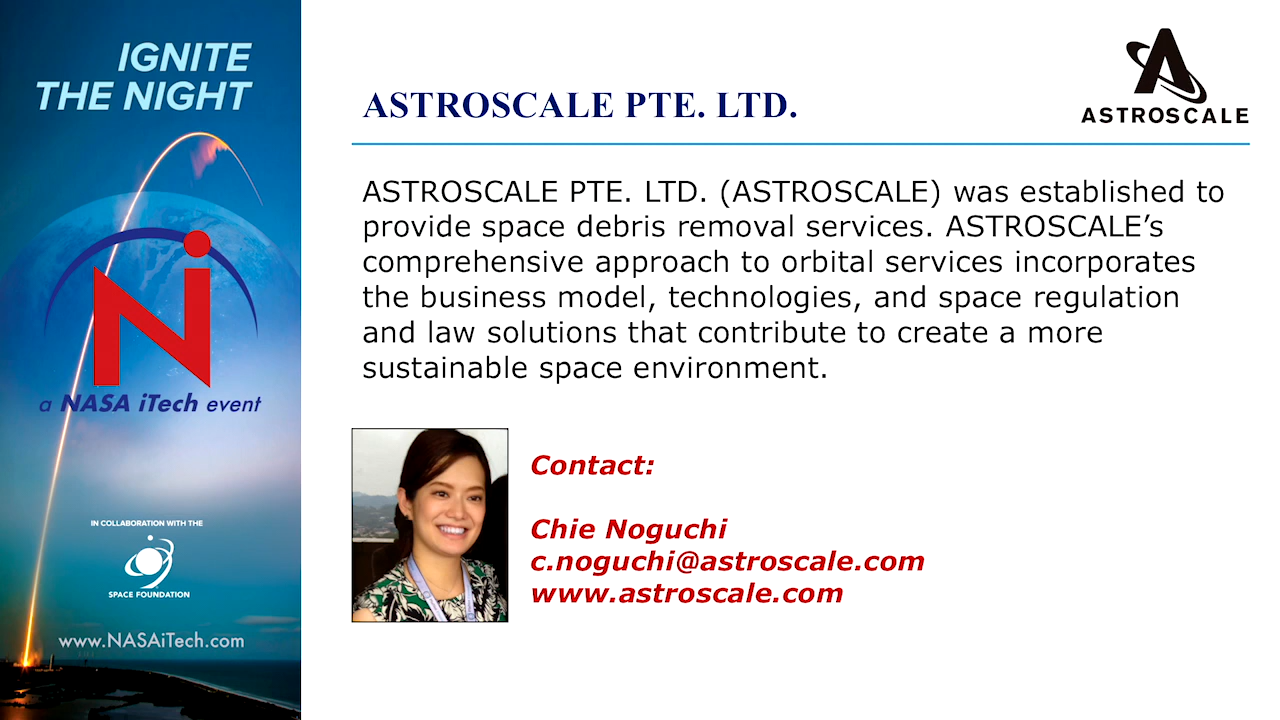 IGNITE
THE NIGHT
Ni
a NASA iTech event
IN COLLABORATION WITH THE
SPACE FOUNDATION
www.NASAiTech.com
ASTROSCALE PTE. LTD.
ASTROSCALE
ASTROSCALE PTE. LTD. (ASTROSCALE) was established to
provide space debris removal services. ASTROSCALE’s
comprehensive approach to orbital services incorporates
the business model, technologies, and space regulation
and law solutions that contribute to create a more
sustainable space environment.
Contact:
Chie Noguchi
c.noguchi@astroscale.com
www.astroscale.com